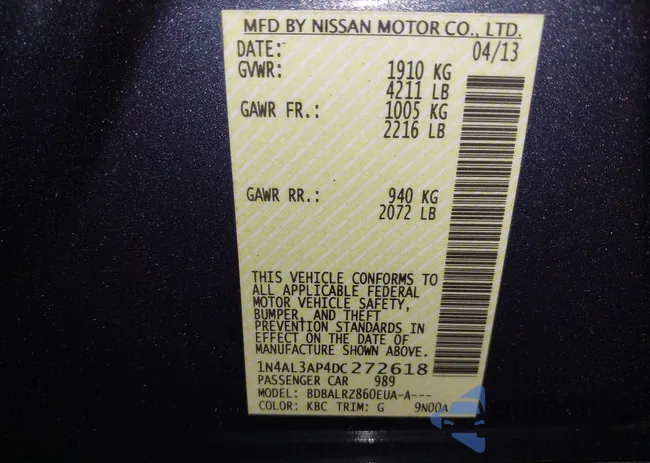 MFD BY NISSAN MOTOR CO., LTD.
DATE: 04/13
GVWR: 1910 KG
4211 LB
GAWR FR.: 1005 KG
2216 LB
GAWR RR.: 940 KG
2072 LB
THIS VEHICLE CONFORMS TO
ALL APPLICABLE FEDERAL
MOTOR VEHICLE SAFETY,
BUMPER, AND THEFT
PREVENTION STANDARDS IN
EFFECT ON THE DATE OF
MANUFACTURE SHOWN ABOVE.
1N4AL3AP4DC272618
PASSENGER CAR 989
MODEL: BDBALRZ860EUA-A---
COLOR: KBC TRIM: G 9N00A